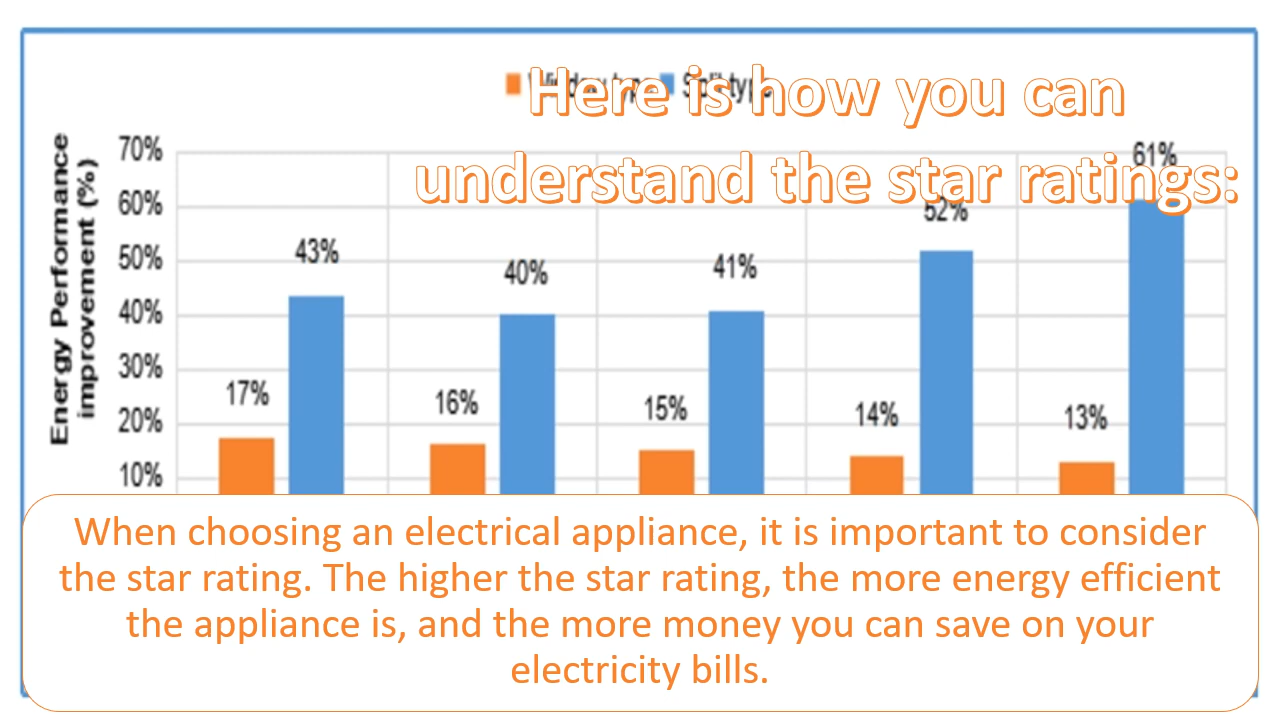 Here is how you can
understand the star ratings:
Energy Performance
improvement (%)
70%
60%
50%
40%
30%
20%
10%
17%
43%
16%
40%
15%
41%
14%
52%
13%
61%
When choosing an electrical appliance, it is important to consider
the star rating. The higher the star rating, the more energy efficient
the appliance is, and the more money you can save on your
electricity bills.